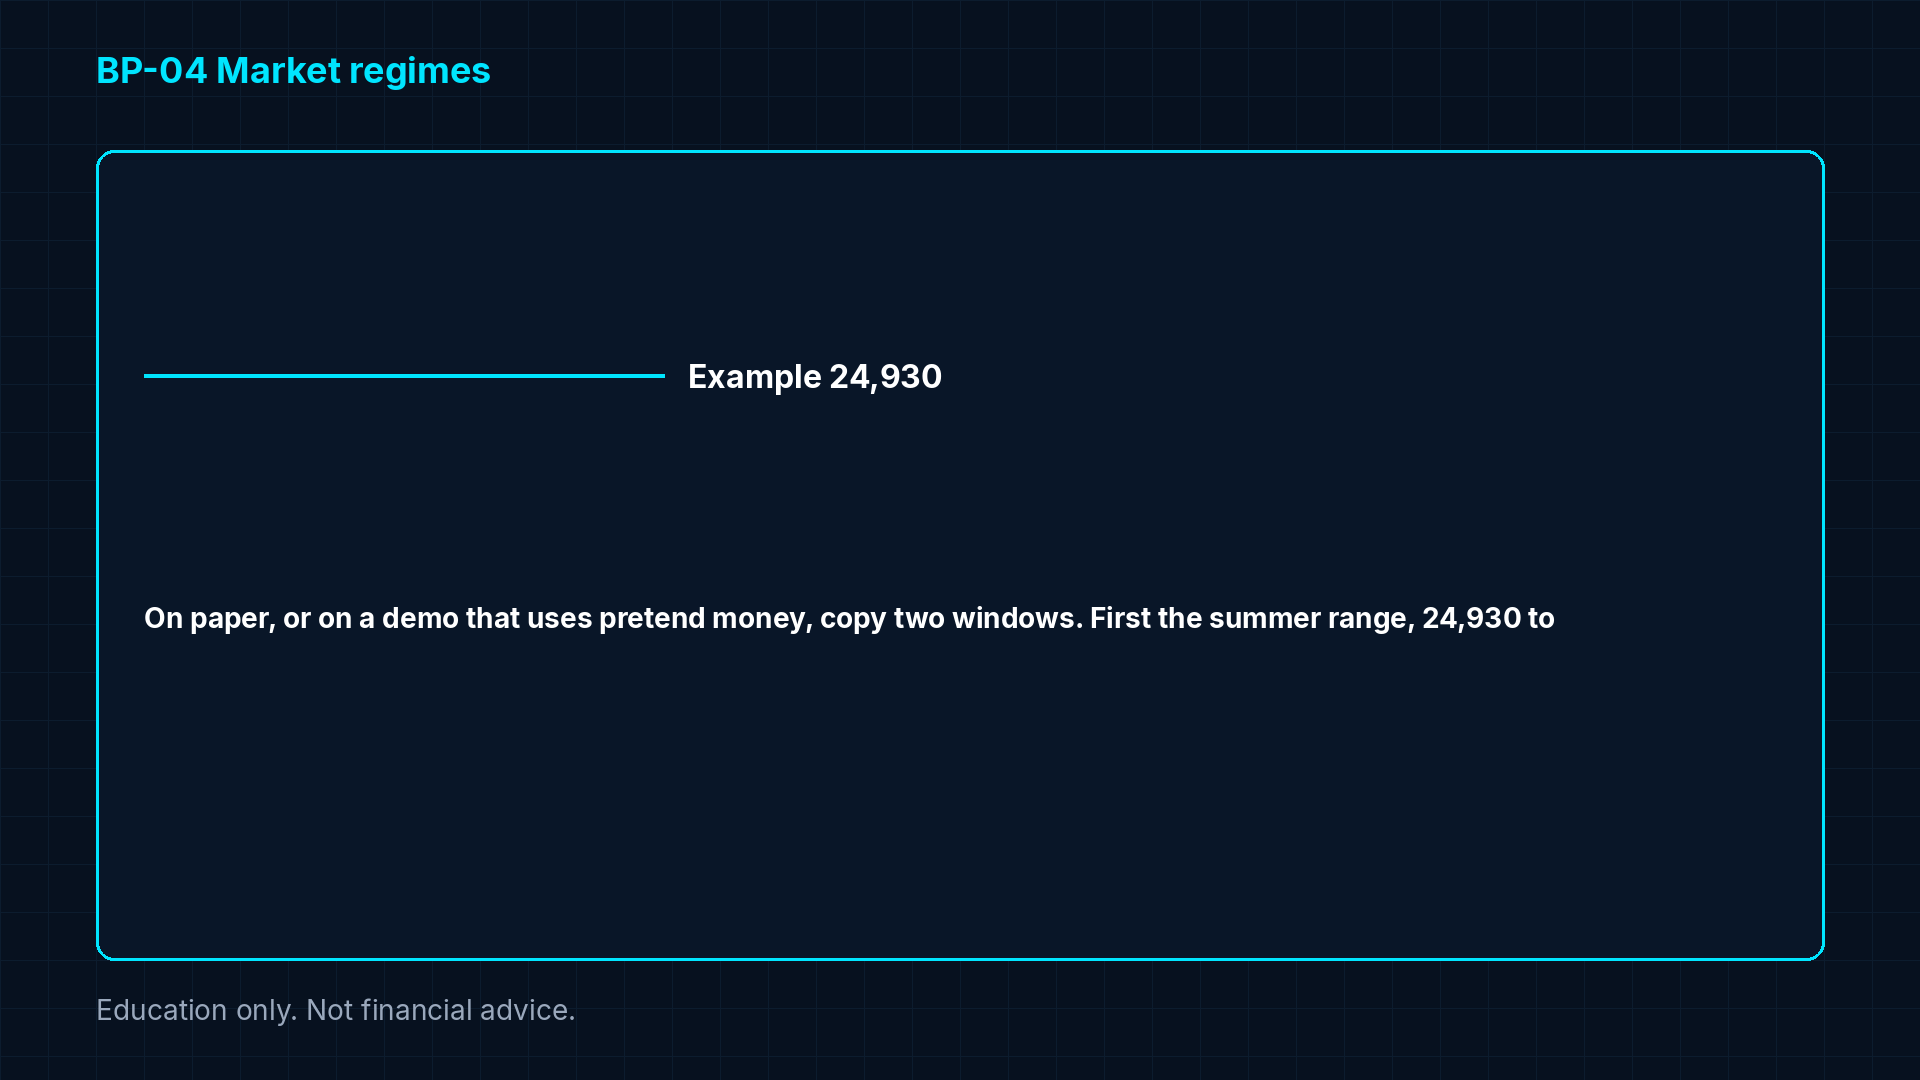 BP-04 Market regimes
Example 24,930
On paper, or on a demo that uses pretend money, copy two windows. First the summer range, 24,930 to
Education only. Not financial advice.